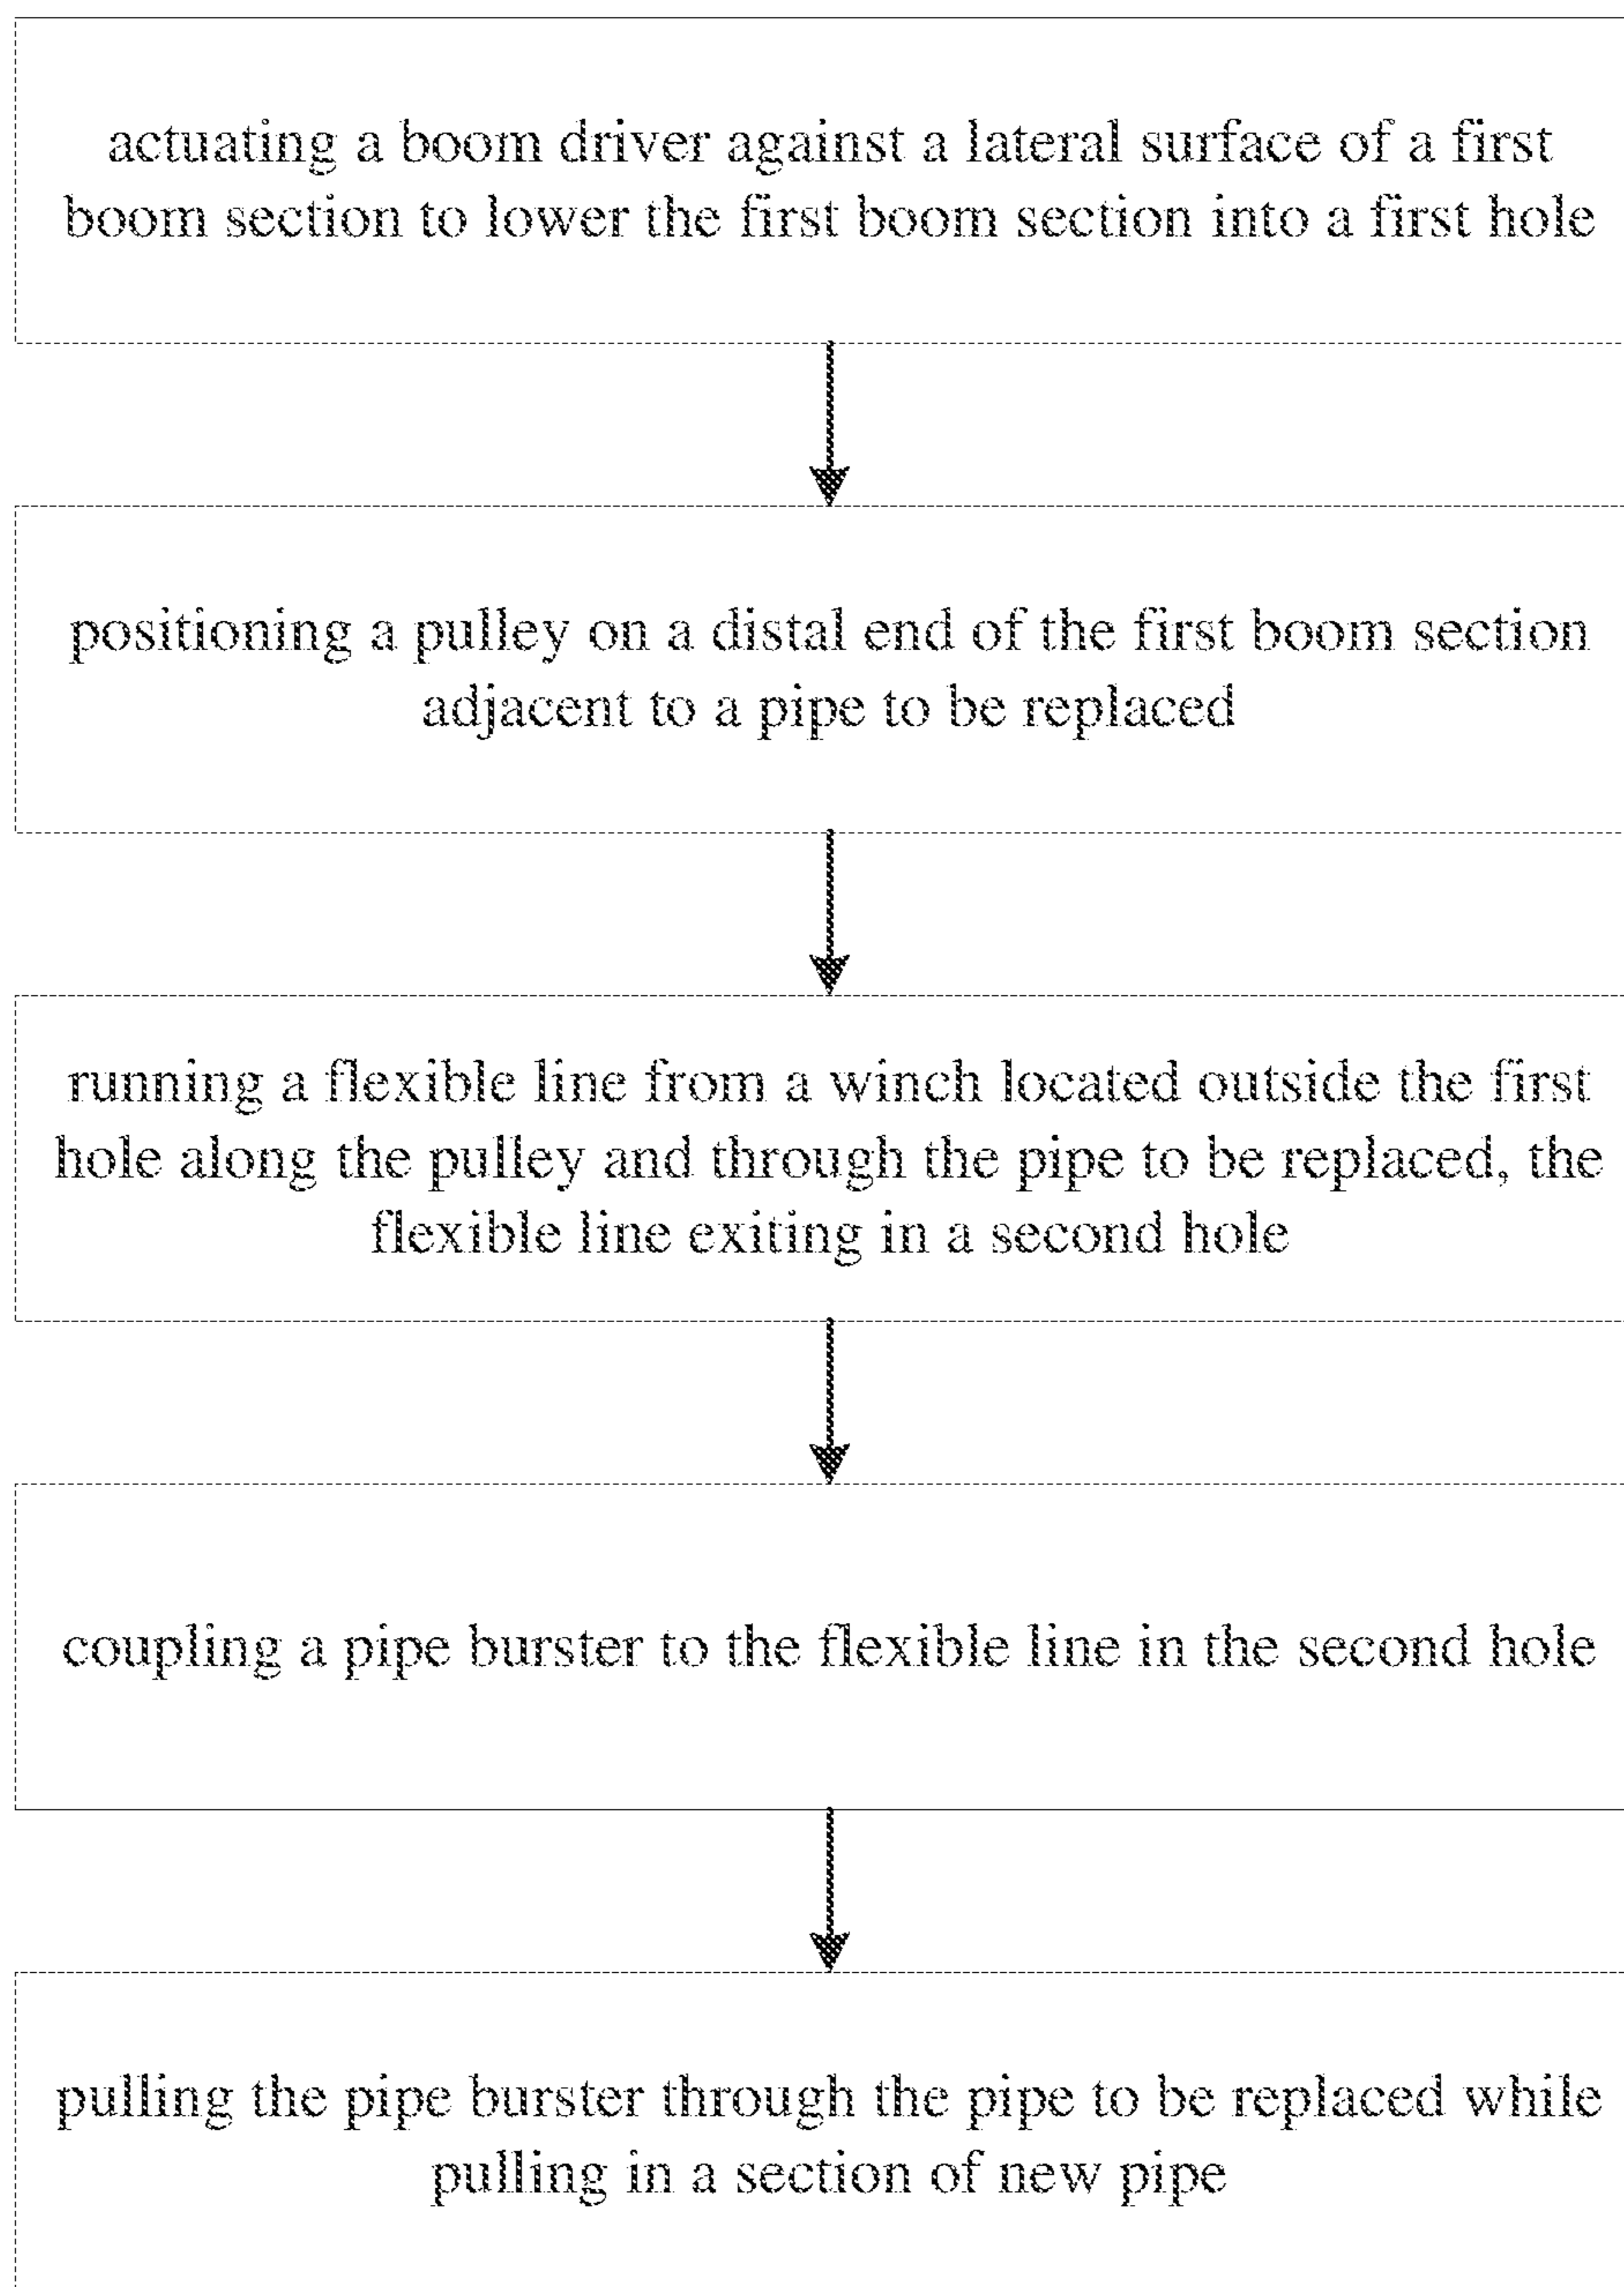 actuating a boom driver against a lateral surface of a first
boom section to lower the first boom section into a first hole
positioning a pulley on a distal end of the first boom section
adjacent to a pipe to be replaced
running a flexible line from a winch located outside the first
hole along the pulley and through the pipe to be replaced, the
flexible line exiting in a second hole
coupling a pipe burster to the flexible line in the second hole
pulling the pipe burster through the pipe to be replaced while
pulling in a section of new pipe